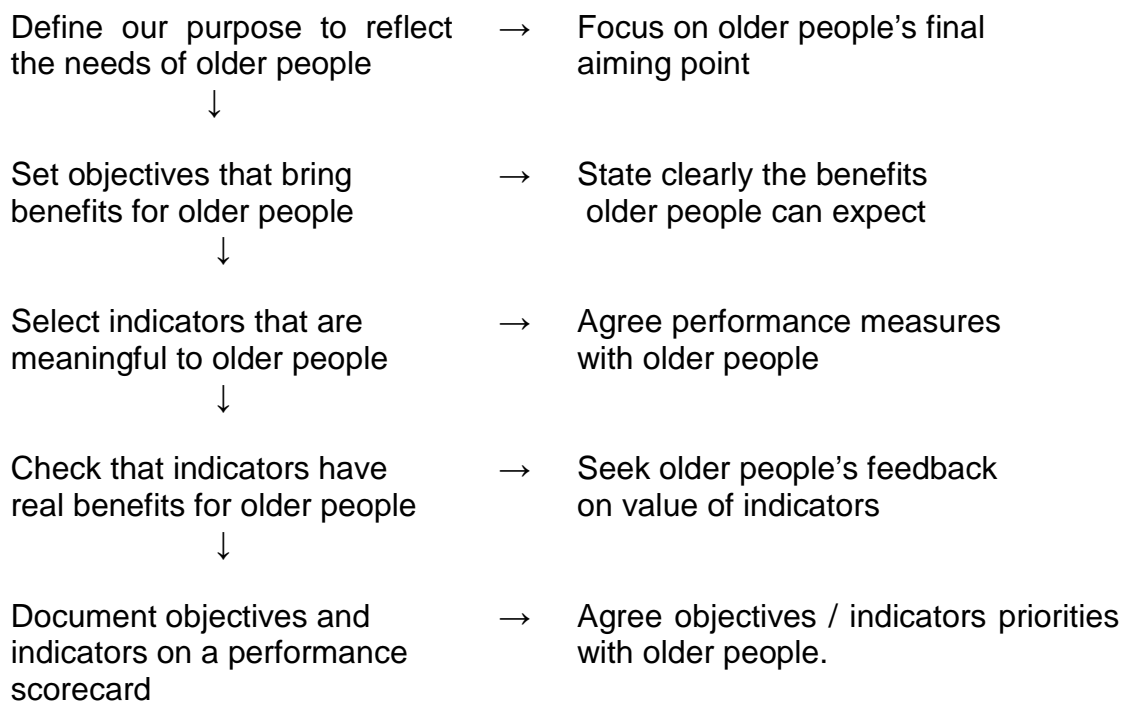 Define our purpose to reflect → Focus on older people’s final
the needs of older people aiming point
↓
Set objectives that bring → State clearly the benefits
benefits for older people older people can expect
↓
Select indicators that are → Agree performance measures
meaningful to older people with older people
↓
Check that indicators have → Seek older people’s feedback
real benefits for older people on value of indicators
↓
Document objectives and → Agree objectives / indicators priorities
indicators on a performance with older people.
scorecard